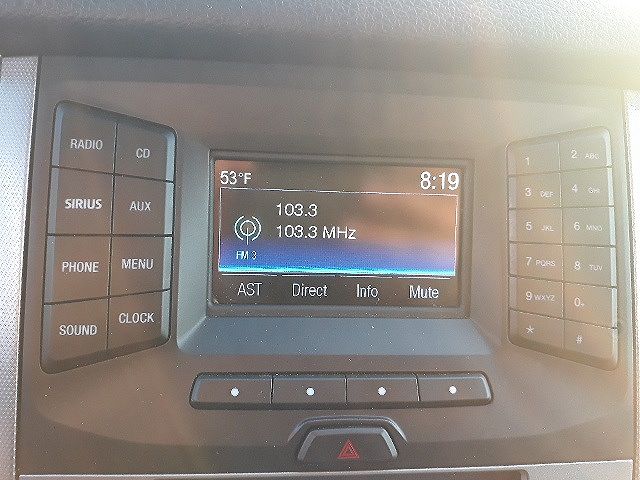 RADIO
CD
SIRIUS
AUX
PHONE
MENU
SOUND
CLOCK
53°F 8:19
103.3
103.3 MHz
FM 3
AST Direct Info Mute
1
2 ABC
3 DEF
4 GHI
5 JKL
6 MNO
7 PQRS
8 TUV
9 WXYZ
0+
*
#